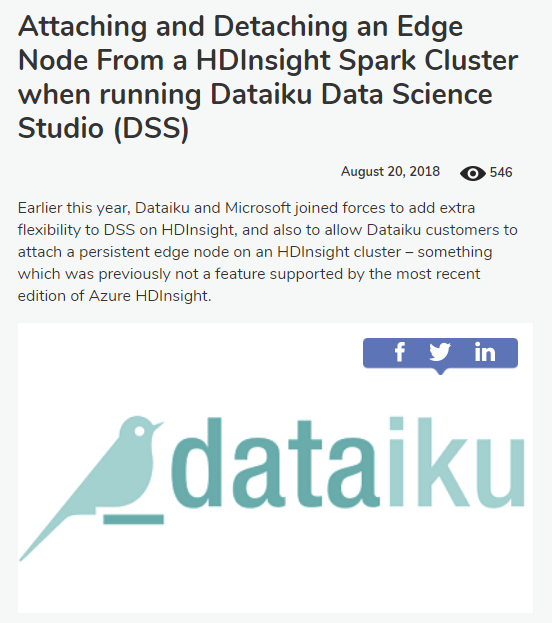 Attaching and Detaching an Edge
Node From a HDInsight Spark Cluster
when running Dataiku Data Science
Studio (DSS)
August 20, 2018 546
Earlier this year, Dataiku and Microsoft joined forces to add extra
flexibility to DSS on HDInsight, and also to allow Dataiku customers to
attach a persistent edge node on an HDInsight cluster – something
which was previously not a feature supported by the most recent
edition of Azure HDInsight.
f in
dataiku